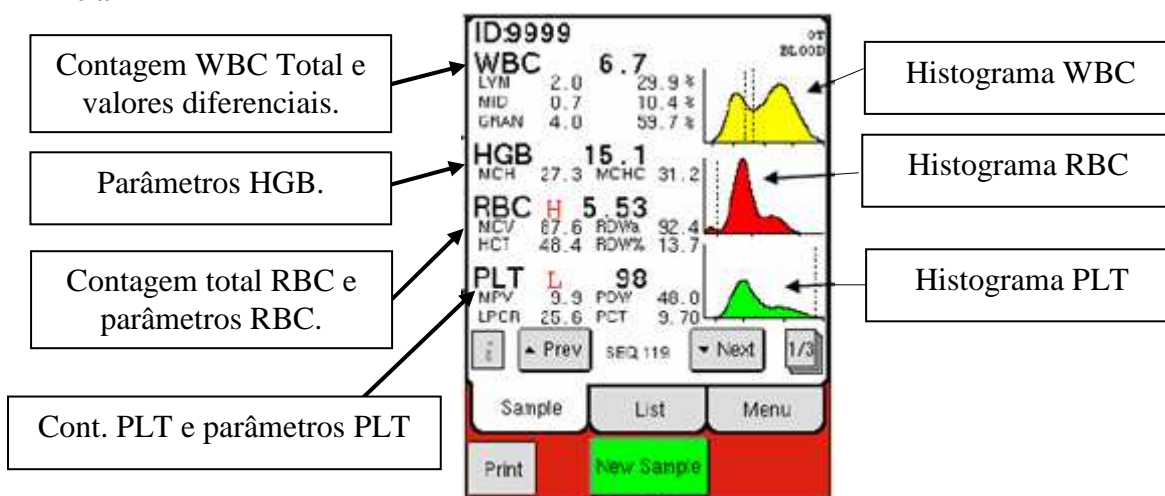 Contagem WBC Total e
valores diferenciais.
Parâmetros HGB.
Contagem total RBC e
parâmetros RBC.
Cont. PLT e parâmetros PLT
ID:9999
OT
BLOOD
WBC 6.7
LYM 2.0 29.9 %
MID 0.7 10.4 %
GRAN 4.0 59.7 %
HGB 15.1
MCH 27.3 MCHC 31.2
RBC H 5.53
MCV 87.6 RDWa 92.4
HCT 48.4 RDW% 13.7
PLT L 98
MPV 9.9 PDW 48.0
LPCR 25.6 PCT 9.70
Prev SEQ 119 Next 1/3
Sample List Menu
Print New Sample
Histograma WBC
Histograma RBC
Histograma PLT